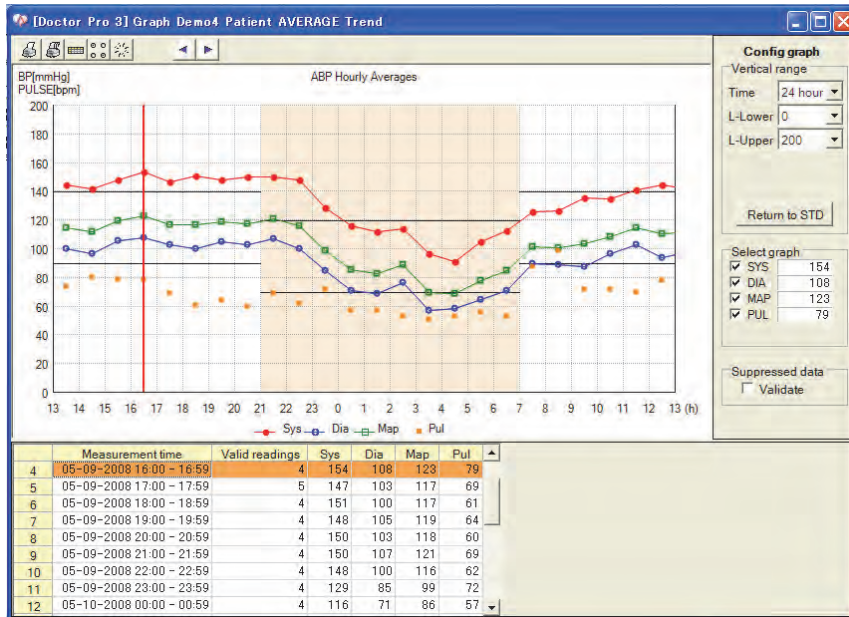 [Doctor Pro 3] Graph Demo4 Patient AVERAGE Trend
BP[mmHg]
PULSE[bpm]
ABP Hourly Averages
200
180
160
140
120
100
80
60
40
20
0
13 14 15 16 17 18 19 20 21 22 23 0 1 2 3 4 5 6 7 8 9 10 11 12 13 (h)
Sys Dia Map Pul
Config graph
Vertical range
Time 24 hour
L-Lower 0
L-Upper 200
Return to STD
Select graph
SYS 154
DIA 108
MAP 123
PUL 79
Suppressed data
Validate
Measurement time Valid readings Sys Dia Map Pul
4 05-09-2008 16:00 - 16:59 4 154 108 123 79
5 05-09-2008 17:00 - 17:59 5 147 103 117 69
6 05-09-2008 18:00 - 18:59 4 151 100 117 61
7 05-09-2008 19:00 - 19:59 4 148 105 119 64
8 05-09-2008 20:00 - 20:59 4 150 103 118 60
9 05-09-2008 21:00 - 21:59 4 150 107 121 69
10 05-09-2008 22:00 - 22:59 4 148 100 116 62
11 05-09-2008 23:00 - 23:59 4 129 85 99 72
12 05-10-2008 00:00 - 00:59 4 116 71 86 57